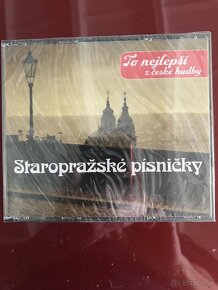 To nejlepší
z české hudby
Staropražské písničky